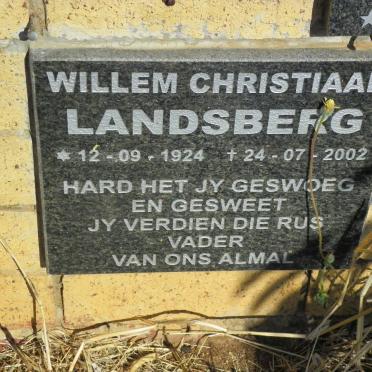 WILLEM CHRISTIAAN
LANDSBERG
* 12 - 09 - 1924 † 24 - 07 - 2002
HARD HET JY GESWOEG
EN GESWEET
JY VERDIEN DIE RUS
VADER
VAN ONS ALMAL